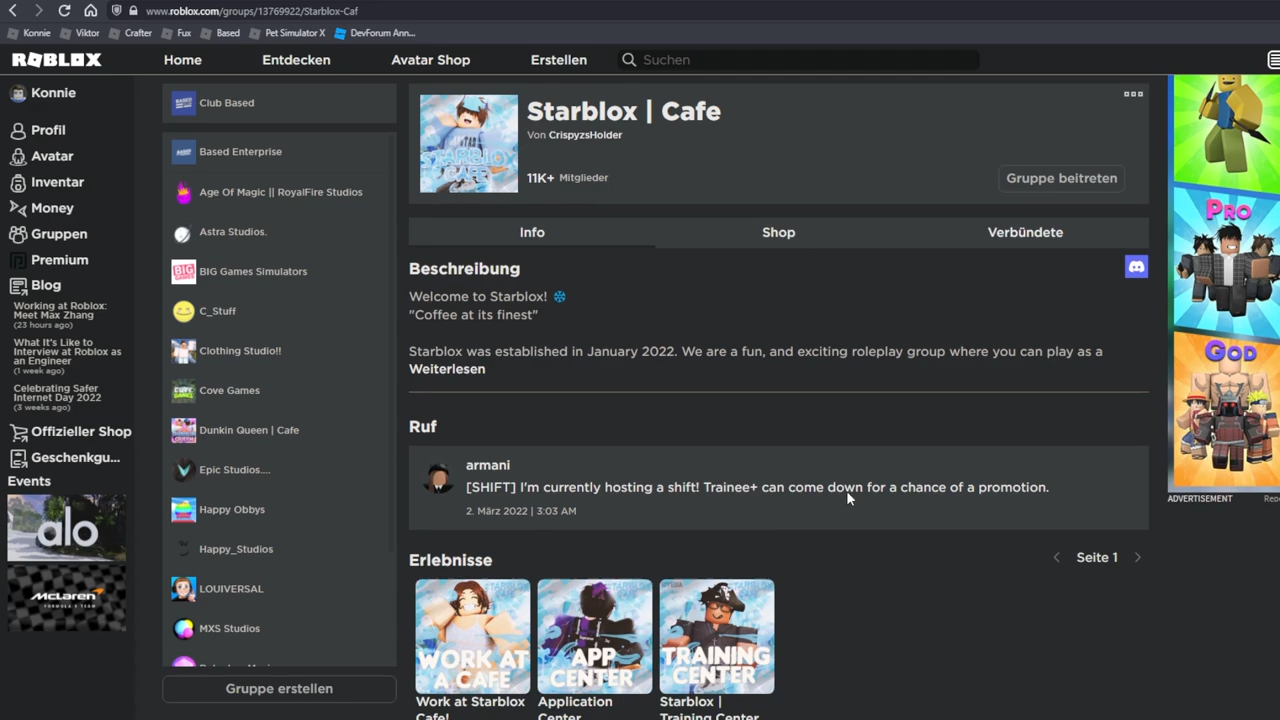 www.roblox.com/groups/13769922/Starblox-Caf
Konnie
Viktor
Crafter
Fux
Based
Pet Simulator X
DevForum Ann...
ROBLOX
Home
Entdecken
Avatar Shop
Erstellen
Suchen
Konnie
Profil
Avatar
Inventar
Money
Gruppen
Premium
Blog
Working at Roblox:
Meet Max Zhang
(23 hours ago)
What It's Like to
Interview at Roblox as
an Engineer
(1 week ago)
Celebrating Safer
Internet Day 2022
(3 weeks ago)
Offizieller Shop
Geschenkgu...
Events
alo
McLaren
FORMULA 1 TEAM
Club Based
Based Enterprise
Age Of Magic || RoyalFire Studios
Astra Studios.
BIG Games Simulators
C_Stuff
Clothing Studio!!
Cove Games
Dunkin Queen | Cafe
Epic Studios....
Happy Obbys
Happy_Studios
LOUIVERSAL
MXS Studios
Gruppe erstellen
STARBLOX
CAFE
Starblox | Cafe
Von CrispyzsHolder
11K+ Mitglieder
Gruppe beitreten
Info
Shop
Verbündete
Beschreibung
Welcome to Starblox! ❄
"Coffee at its finest"
Starblox was established in January 2022. We are a fun, and exciting roleplay group where you can play as a
Weiterlesen
Ruf
armani
[SHIFT] I'm currently hosting a shift! Trainee+ can come down for a chance of a promotion.
2. März 2022 | 3:03 AM
Erlebnisse
Seite 1
WORK AT
A CAFE
APP
CENTER
TRAINING
CENTER
Work at Starblox
Cafe!
Application
Center
Starblox |
Training Center
PRO
GOD
ADVERTISEMENT